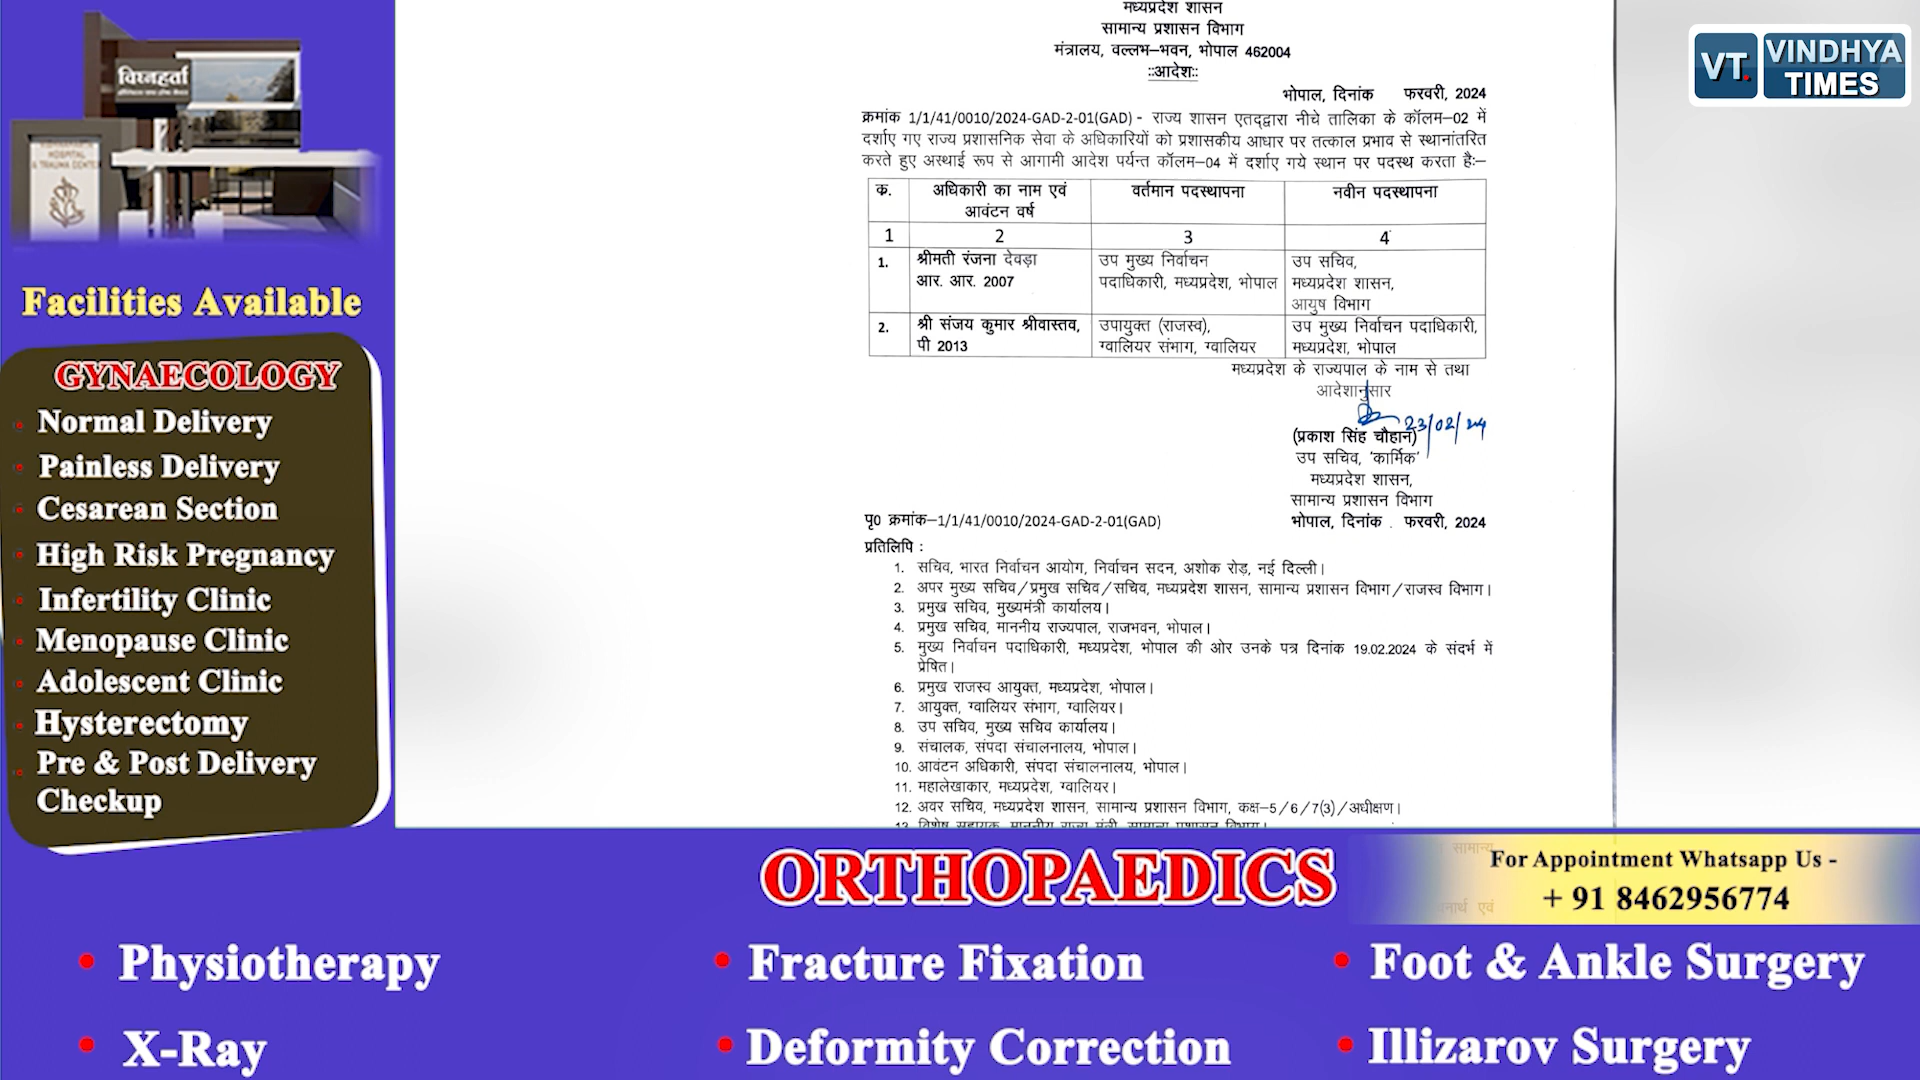 विघ्नहर्ता
HOSPITAL
& TRAUMA CENTER
Facilities Available
GYNAECOLOGY
Normal Delivery
Painless Delivery
Cesarean Section
High Risk Pregnancy
Infertility Clinic
Menopause Clinic
Adolescent Clinic
Hysterectomy
Pre & Post Delivery
Checkup
मध्यप्रदेश शासन
सामान्य प्रशासन विभाग
मंत्रालय, वल्लभ–भवन, भोपाल 462004
::आदेश::
भोपाल, दिनांक फरवरी, 2024
क्रमांक 1/1/41/0010/2024-GAD-2-01(GAD) - राज्य शासन एतद्द्वारा नीचे तालिका के कॉलम–02 में
दर्शाए गए राज्य प्रशासनिक सेवा के अधिकारियों को प्रशासकीय आधार पर तत्काल प्रभाव से स्थानांतरित
करते हुए अस्थाई रूप से आगामी आदेश पर्यन्त कॉलम–04 में दर्शाए गये स्थान पर पदस्थ करता है:–
क्र. अधिकारी का नाम एवं वर्तमान पदस्थापना नवीन पदस्थापना
आवंटन वर्ष
1 2 3 4
1. श्रीमती रंजना देवड़ा उप मुख्य निर्वाचन उप सचिव,
आर. आर. 2007 पदाधिकारी, मध्यप्रदेश, भोपाल मध्यप्रदेश शासन,
आयुष विभाग
2. श्री संजय कुमार श्रीवास्तव, उपायुक्त (राजस्व), उप मुख्य निर्वाचन पदाधिकारी,
पी 2013 ग्वालियर संभाग, ग्वालियर मध्यप्रदेश, भोपाल
मध्यप्रदेश के राज्यपाल के नाम से तथा
आदेशानुसार
23/02/24
(प्रकाश सिंह चौहान)
उप सचिव, 'कार्मिक'
मध्यप्रदेश शासन,
सामान्य प्रशासन विभाग
पृ0 क्रमांक–1/1/41/0010/2024-GAD-2-01(GAD) भोपाल, दिनांक . फरवरी, 2024
प्रतिलिपि :
1. सचिव, भारत निर्वाचन आयोग, निर्वाचन सदन, अशोक रोड़, नई दिल्ली।
2. अपर मुख्य सचिव/प्रमुख सचिव/सचिव, मध्यप्रदेश शासन, सामान्य प्रशासन विभाग/राजस्व विभाग।
3. प्रमुख सचिव, मुख्यमंत्री कार्यालय।
4. प्रमुख सचिव, माननीय राज्यपाल, राजभवन, भोपाल।
5. मुख्य निर्वाचन पदाधिकारी, मध्यप्रदेश, भोपाल की ओर उनके पत्र दिनांक 19.02.2024 के संदर्भ में
प्रेषित।
6. प्रमुख राजस्व आयुक्त, मध्यप्रदेश, भोपाल।
7. आयुक्त, ग्वालियर संभाग, ग्वालियर।
8. उप सचिव, मुख्य सचिव कार्यालय।
9. संचालक, संपदा संचालनालय, भोपाल।
10. आवंटन अधिकारी, संपदा संचालनालय, भोपाल।
11. महालेखाकार, मध्यप्रदेश, ग्वालियर।
12. अवर सचिव, मध्यप्रदेश शासन, सामान्य प्रशासन विभाग, कक्ष–5/6/7(3)/अधीक्षण।
13. विशेष सहायक, माननीय राज्य मंत्री, सामान्य प्रशासन विभाग।
VT.
VINDHYA
TIMES
ORTHOPAEDICS
सामान्य
For Appointment Whatsapp Us -
+ 91 8462956774
एवं
Physiotherapy
Fracture Fixation
Foot & Ankle Surgery
X-Ray
Deformity Correction
Illizarov Surgery